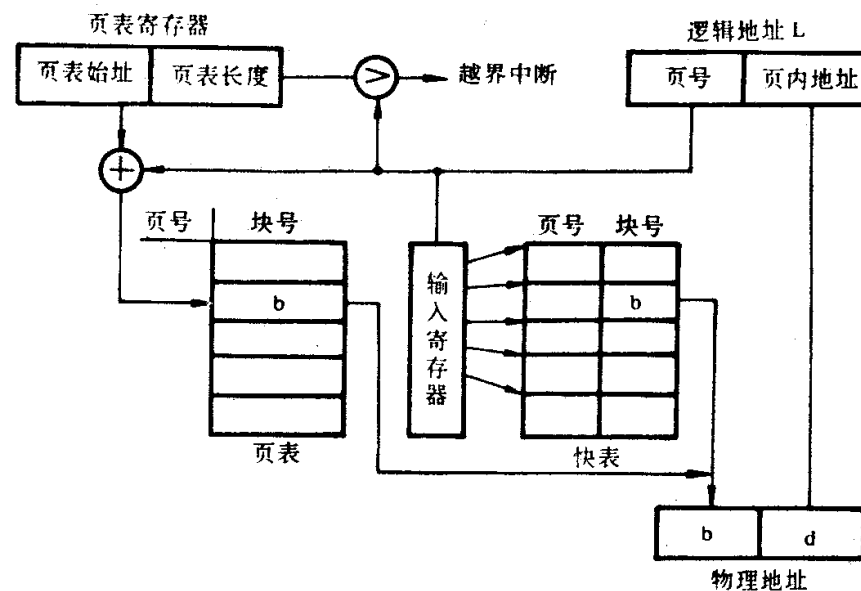 页表寄存器
逻辑地址 L
页表始址
页表长度
>
越界中断
页号
页内地址
+
页号
块号
页号
块号
b
输入寄存器
b
页表
快表
b
d
物理地址